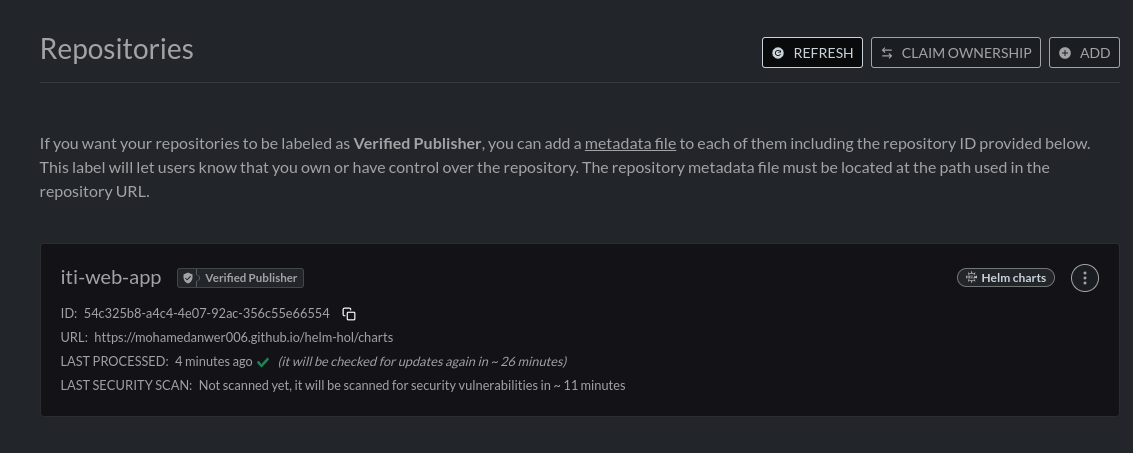 Repositories
REFRESH
CLAIM OWNERSHIP
ADD
If you want your repositories to be labeled as Verified Publisher, you can add a metadata file to each of them including the repository ID provided below.
This label will let users know that you own or have control over the repository. The repository metadata file must be located at the path used in the
repository URL.
iti-web-app Verified Publisher Helm charts
ID: 54c325b8-a4c4-4e07-92ac-356c55e66554
URL: https://mohamedanwer006.github.io/helm-hol/charts
LAST PROCESSED: 4 minutes ago (it will be checked for updates again in ~ 26 minutes)
LAST SECURITY SCAN: Not scanned yet, it will be scanned for security vulnerabilities in ~ 11 minutes